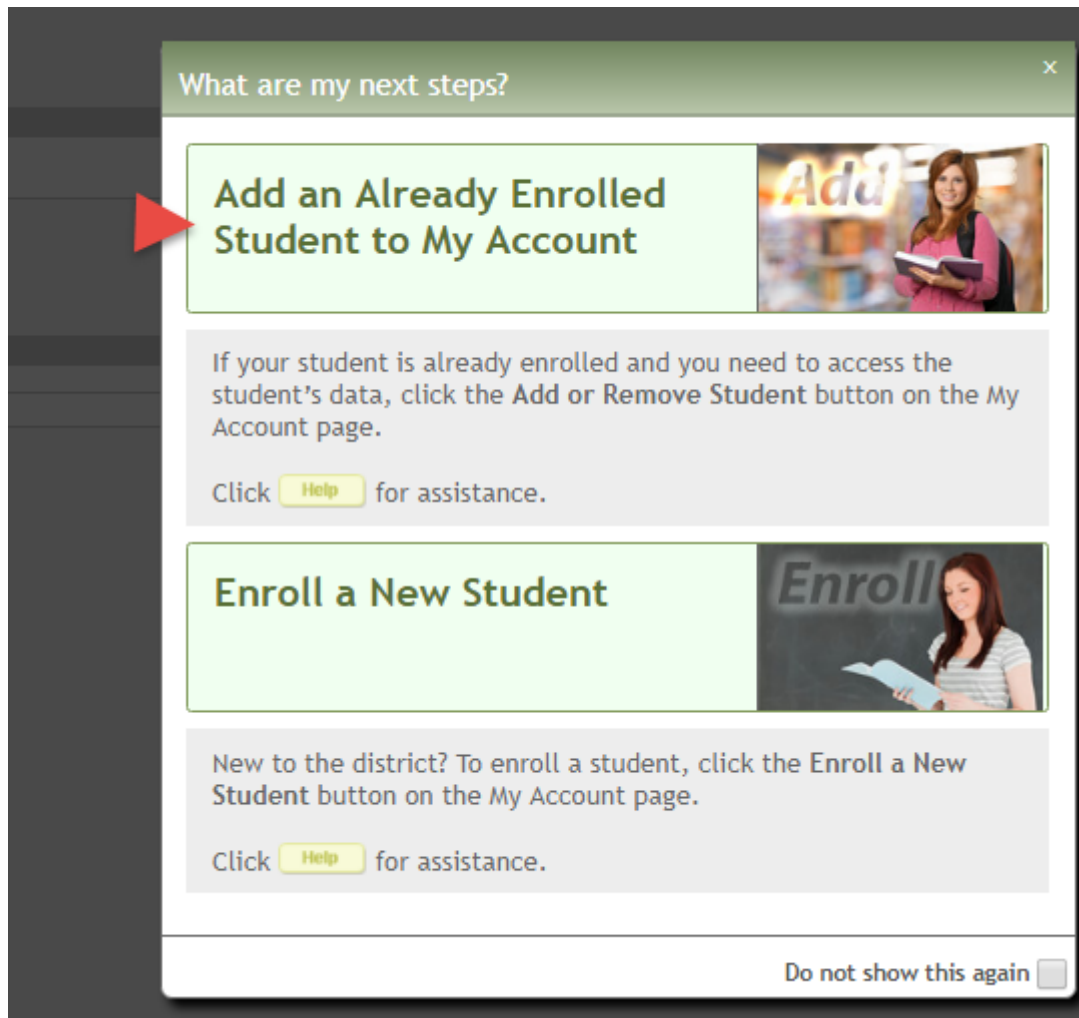 What are my next steps?
x
Add an Already Enrolled
Student to My Account
Add
If your student is already enrolled and you need to access the
student’s data, click the Add or Remove Student button on the My
Account page.
Click Help for assistance.
Enroll a New Student
Enroll
New to the district? To enroll a student, click the Enroll a New
Student button on the My Account page.
Click Help for assistance.
Do not show this again